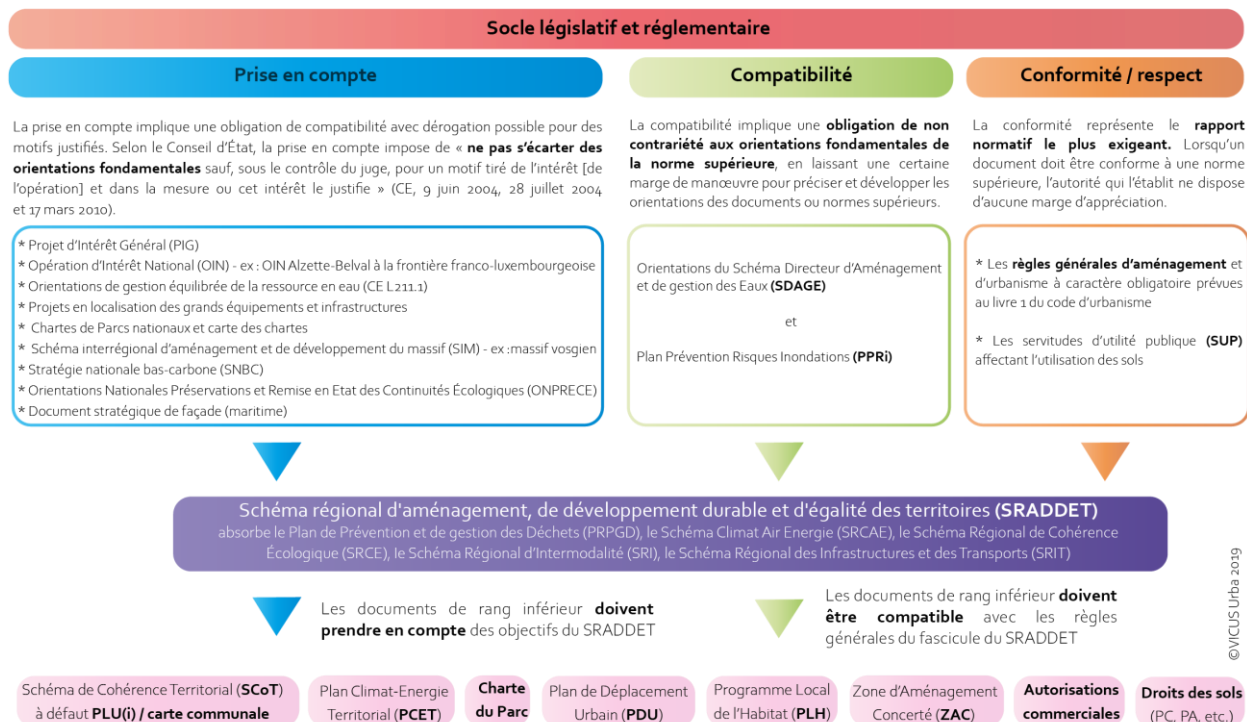 Socle législatif et réglementaire
Prise en compte
La prise en compte implique une obligation de compatibilité avec dérogation possible pour des
motifs justifiés. Selon le Conseil d'État, la prise en compte impose de « ne pas s'écarter des
orientations fondamentales sauf, sous le contrôle du juge, pour un motif tiré de l'intérêt [de
l'opération] et dans la mesure ou cet intérêt le justifie » (CE, 9 juin 2004, 28 juillet 2004
et 17 mars 2010).
* Projet d'Intérêt Général (PIG)
* Opération d'Intérêt National (OIN) - ex : OIN Alzette-Belval à la frontière franco-luxembourgeoise
* Orientations de gestion équilibrée de la ressource en eau (CE L211.1)
* Projets en localisation des grands équipements et infrastructures
* Chartes de Parcs nationaux et carte des chartes
* Schéma interrégional d'aménagement et de développement du massif (SIM) - ex :massif vosgien
* Stratégie nationale bas-carbone (SNBC)
* Orientations Nationales Préservations et Remise en Etat des Continuités Écologiques (ONPRECE)
* Document stratégique de façade (maritime)
Compatibilité
La compatibilité implique une obligation de non
contrariété aux orientations fondamentales de
la norme supérieure, en laissant une certaine
marge de manœuvre pour préciser et développer les
orientations des documents ou normes supérieurs.
Orientations du Schéma Directeur d'Aménagement
et de gestion des Eaux (SDAGE)
et
Plan Prévention Risques Inondations (PPRi)
Conformité / respect
La conformité représente le rapport
normatif le plus exigeant. Lorsqu'un
document doit être conforme à une norme
supérieure, l'autorité qui l'établit ne dispose
d'aucune marge d'appréciation.
* Les règles générales d'aménagement et
d'urbanisme à caractère obligatoire prévues
au livre 1 du code d'urbanisme
* Les servitudes d'utilité publique (SUP)
affectant l'utilisation des sols
Schéma régional d'aménagement, de développement durable et d'égalité des territoires (SRADDET)
absorbe le Plan de Prévention et de gestion des Déchets (PRPGD), le Schéma Climat Air Energie (SRCAE), le Schéma Régional de Cohérence
Écologique (SRCE), le Schéma Régional d'Intermodalité (SRI), le Schéma Régional des Infrastructures et des Transports (SRIT)
Les documents de rang inférieur doivent
prendre en compte des objectifs du SRADDET
Les documents de rang inférieur doivent
être compatible avec les règles
générales du fascicule du SRADDET
©VICUS Urba 2019
Schéma de Cohérence Territorial (SCoT)
à défaut PLU(i) / carte communale
Plan Climat-Energie
Territorial (PCET)
Charte
du Parc
Plan de Déplacement
Urbain (PDU)
Programme Local
de l'Habitat (PLH)
Zone d'Aménagement
Concerté (ZAC)
Autorisations
commerciales
Droits des sols
(PC, PA, etc.)